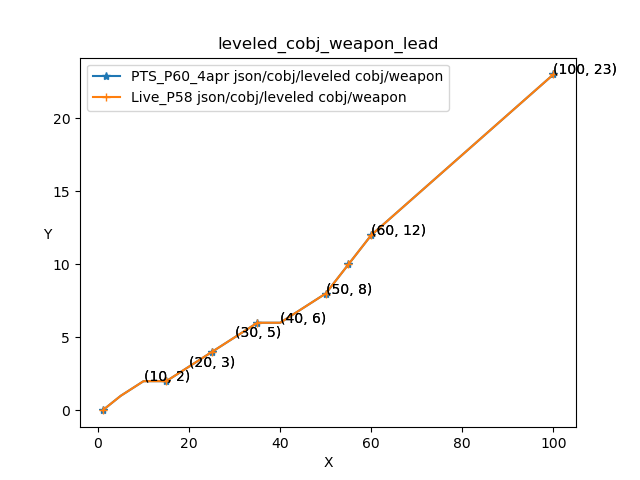 leveled_cobj_weapon_lead
PTS_P60_4apr json/cobj/leveled cobj/weapon
Live_P58 json/cobj/leveled cobj/weapon
(100, 23)
(60, 12)
(50, 8)
(40, 6)
(30, 5)
(20, 3)
(10, 2)
Y
20
15
10
5
0
0 20 40 60 80 100
X